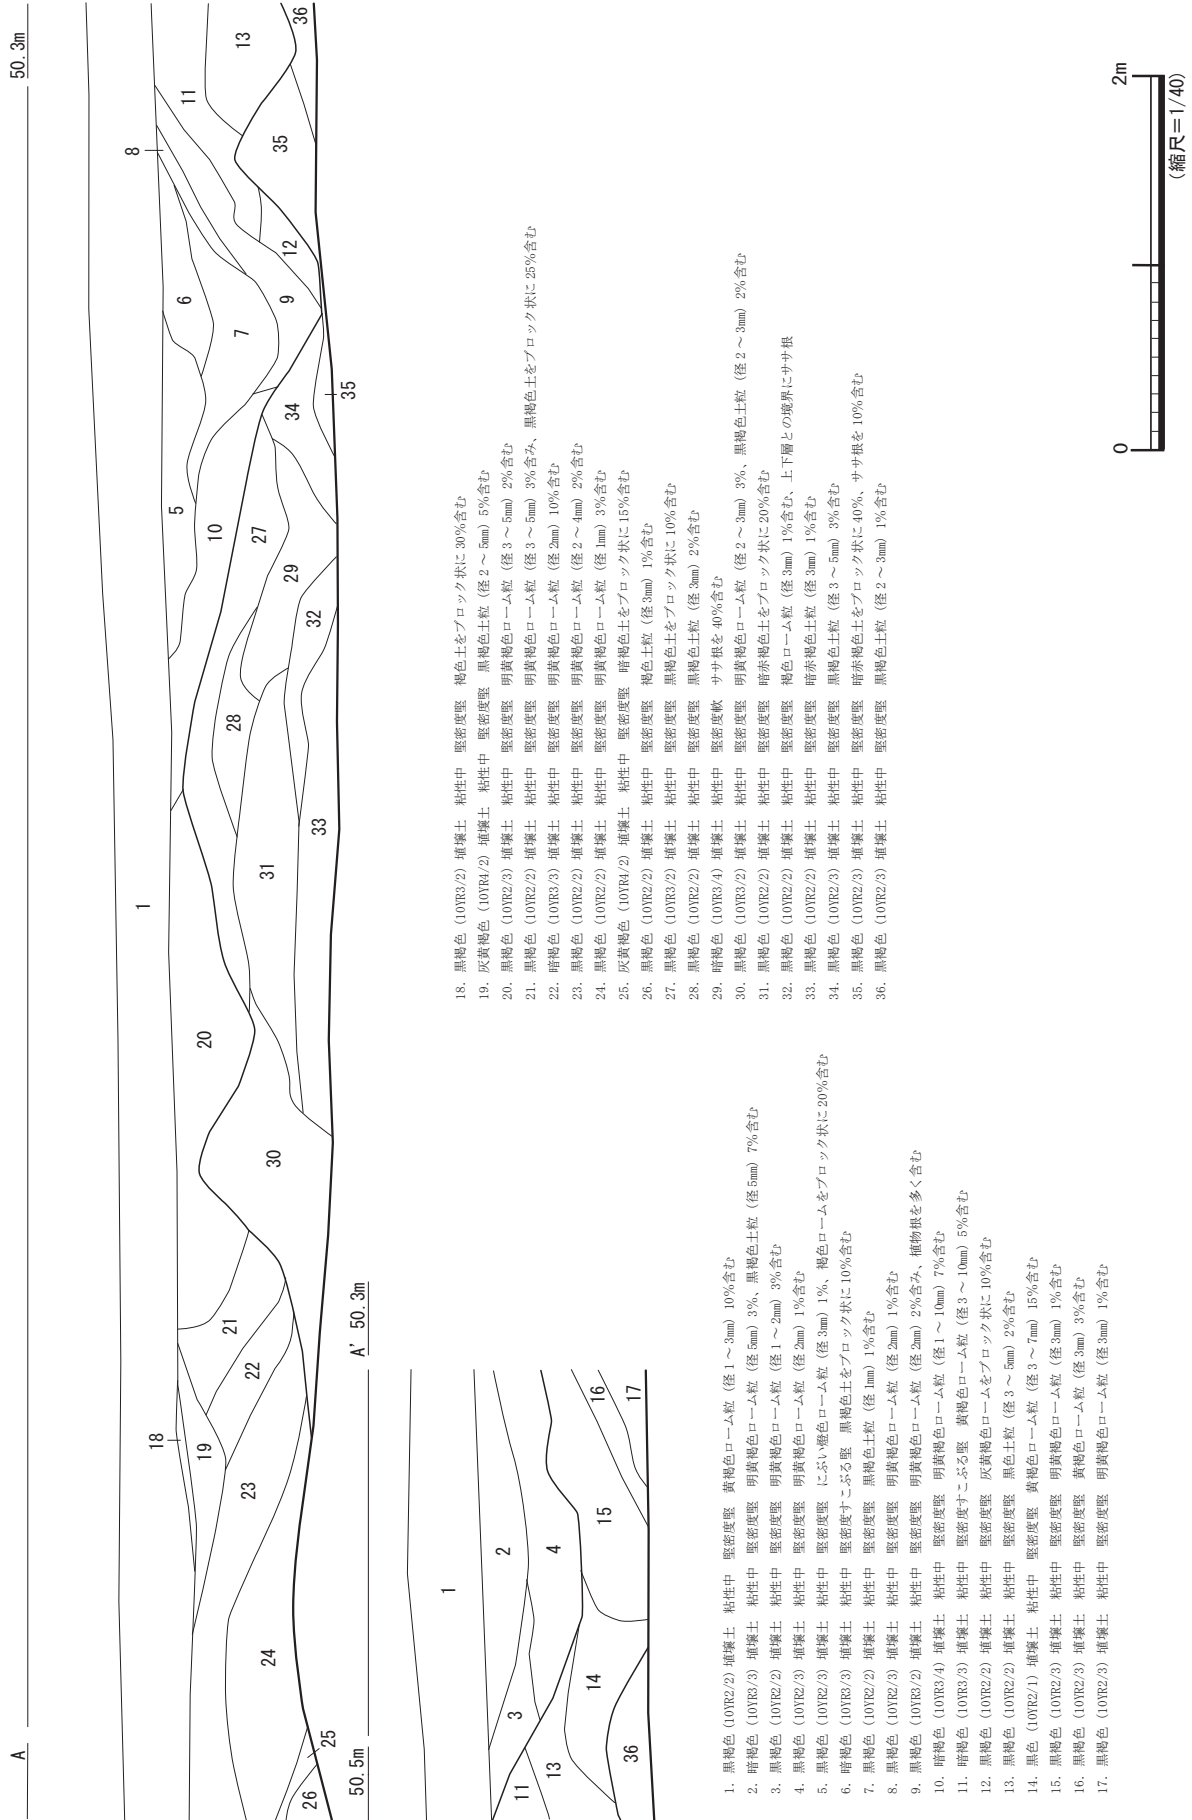 A
50.3m
1
5
6
7
8
9
10
11
12
13
18
19
20
21
22
23
24
25
26
27
28
29
30
31
32
33
34
35
35
36
50.5m
A' 50.3m
1
2
3
4
11
13
14
15
16
17
36
1. 黒褐色 (10YR2/2) 埴壌土 粘性中 堅密度堅 黄褐色ローム粒 (径1～3mm) 10%含む
2. 暗褐色 (10YR3/3) 埴壌土 粘性中 堅密度堅 明黄褐色ローム粒 (径5mm) 3%、黒褐色土粒 (径5mm) 7%含む
3. 黒褐色 (10YR2/2) 埴壌土 粘性中 堅密度堅 明黄褐色ローム粒 (径1～2mm) 3%含む
4. 黒褐色 (10YR2/3) 埴壌土 粘性中 堅密度堅 明黄褐色ローム粒 (径2mm) 1%含む
5. 黒褐色 (10YR2/3) 埴壌土 粘性中 堅密度堅 にぶい橙色ローム粒 (径3mm) 1%、褐色ロームをブロック状に20%含む
6. 暗褐色 (10YR3/3) 埴壌土 粘性中 堅密度すこぶる堅 黒褐色土をブロック状に10%含む
7. 黒褐色 (10YR2/2) 埴壌土 粘性中 堅密度堅 黒褐色土粒 (径1mm) 1%含む
8. 黒褐色 (10YR2/3) 埴壌土 粘性中 堅密度堅 明黄褐色ローム粒 (径2mm) 1%含む
9. 黒褐色 (10YR3/2) 埴壌土 粘性中 堅密度堅 明黄褐色ローム粒 (径2mm) 2%含み、植物根を多く含む
10. 暗褐色 (10YR3/4) 埴壌土 粘性中 堅密度堅 明黄褐色ローム粒 (径1～10mm) 7%含む
11. 暗褐色 (10YR3/3) 埴壌土 粘性中 堅密度すこぶる堅 黄褐色ローム粒 (径3～10mm) 5%含む
12. 黒褐色 (10YR2/2) 埴壌土 粘性中 堅密度堅 灰黄褐色ロームをブロック状に10%含む
13. 黒褐色 (10YR2/2) 埴壌土 粘性中 堅密度堅 黒色土粒 (径3～5mm) 2%含む
14. 黒色 (10YR2/1) 埴壌土 粘性中 堅密度堅 黄褐色ローム粒 (径3～7mm) 15%含む
15. 黒褐色 (10YR2/3) 埴壌土 粘性中 堅密度堅 明黄褐色ローム粒 (径3mm) 1%含む
16. 黒褐色 (10YR2/3) 埴壌土 粘性中 堅密度堅 黄褐色ローム粒 (径3mm) 3%含む
17. 黒褐色 (10YR2/3) 埴壌土 粘性中 堅密度堅 明黄褐色ローム粒 (径3mm) 1%含む
18. 黒褐色 (10YR3/2) 埴壌土 粘性中 堅密度堅 褐色土をブロック状に30%含む
19. 灰黄褐色 (10YR4/2) 埴壌土 粘性中 堅密度堅 黒褐色土粒 (径2～5mm) 5%含む
20. 黒褐色 (10YR2/3) 埴壌土 粘性中 堅密度堅 明黄褐色ローム粒 (径3～5mm) 2%含む
21. 黒褐色 (10YR2/2) 埴壌土 粘性中 堅密度堅 明黄褐色ローム粒 (径3～5mm) 3%含み、黒褐色土をブロック状に25%含む
22. 暗褐色 (10YR3/3) 埴壌土 粘性中 堅密度堅 明黄褐色ローム粒 (径2mm) 10%含む
23. 黒褐色 (10YR2/2) 埴壌土 粘性中 堅密度堅 明黄褐色ローム粒 (径2～4mm) 2%含む
24. 黒褐色 (10YR2/2) 埴壌土 粘性中 堅密度堅 明黄褐色ローム粒 (径1mm) 3%含む
25. 灰黄褐色 (10YR4/2) 埴壌土 粘性中 堅密度堅 暗褐色土をブロック状に15%含む
26. 黒褐色 (10YR2/2) 埴壌土 粘性中 堅密度堅 褐色土粒 (径3mm) 1%含む
27. 黒褐色 (10YR3/2) 埴壌土 粘性中 堅密度堅 黒褐色土をブロック状に10%含む
28. 黒褐色 (10YR2/2) 埴壌土 粘性中 堅密度堅 黒褐色土粒 (径3mm) 2%含む
29. 暗褐色 (10YR3/4) 埴壌土 粘性中 堅密度軟 ササ根を40%含む
30. 黒褐色 (10YR3/2) 埴壌土 粘性中 堅密度堅 明黄褐色ローム粒 (径2～3mm) 3%、黒褐色土粒 (径2～3mm) 2%含む
31. 黒褐色 (10YR2/2) 埴壌土 粘性中 堅密度堅 暗赤褐色土をブロック状に20%含む
32. 黒褐色 (10YR2/2) 埴壌土 粘性中 堅密度堅 褐色ローム粒 (径3mm) 1%含む、上下層との境界にササ根
33. 黒褐色 (10YR2/2) 埴壌土 粘性中 堅密度堅 暗赤褐色土粒 (径3mm) 1%含む
34. 黒褐色 (10YR2/3) 埴壌土 粘性中 堅密度堅 黒褐色土粒 (径3～5mm) 3%含む
35. 黒褐色 (10YR2/3) 埴壌土 粘性中 堅密度堅 暗赤褐色土をブロック状に40%、ササ根を10%含む
36. 黒褐色 (10YR2/3) 埴壌土 粘性中 堅密度堅 黒褐色土粒 (径2～3mm) 1%含む
0
2m
(縮尺=1/40)